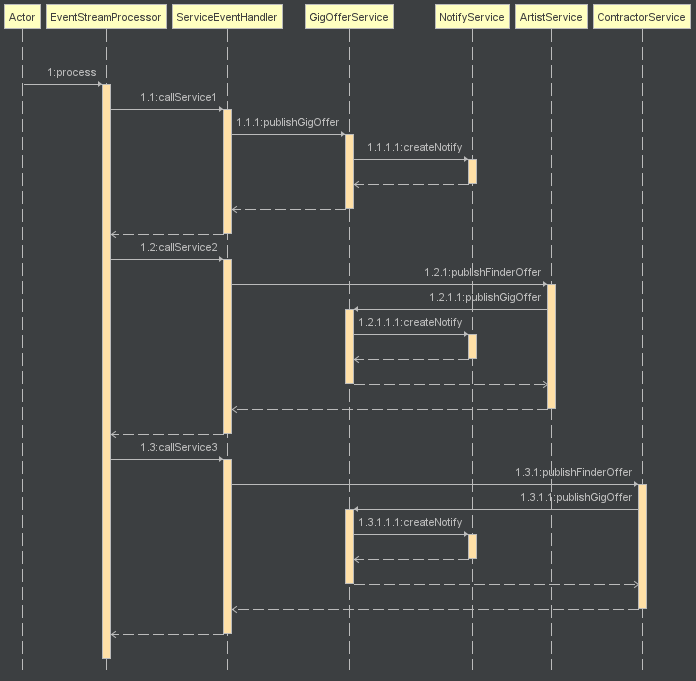 Actor EventStreamProcessor ServiceEventHandler GigOfferService NotifyService ArtistService ContractorService
1:process
1.1:callService1
1.1.1:publishGigOffer
1.1.1.1:createNotify
1.2:callService2
1.2.1:publishFinderOffer
1.2.1.1:publishGigOffer
1.2.1.1.1:createNotify
1.3:callService3
1.3.1:publishFinderOffer
1.3.1.1:publishGigOffer
1.3.1.1.1:createNotify